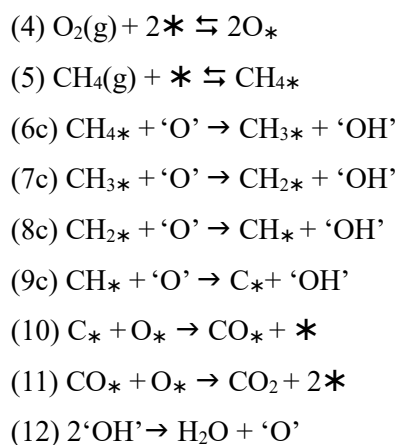 (4) O₂(g) + 2* ⇆ 2O*
(5) CH₄(g) + * ⇆ CH₄*
(6c) CH₄* + ‘O’ → CH₃* + ‘OH’
(7c) CH₃* + ‘O’ → CH₂* + ‘OH’
(8c) CH₂* + ‘O’ → CH* + ‘OH’
(9c) CH* + ‘O’ → C*+ ‘OH’
(10) C* + O* → CO* + *
(11) CO* + O* → CO₂ + 2*
(12) 2‘OH’→ H₂O + ‘O’